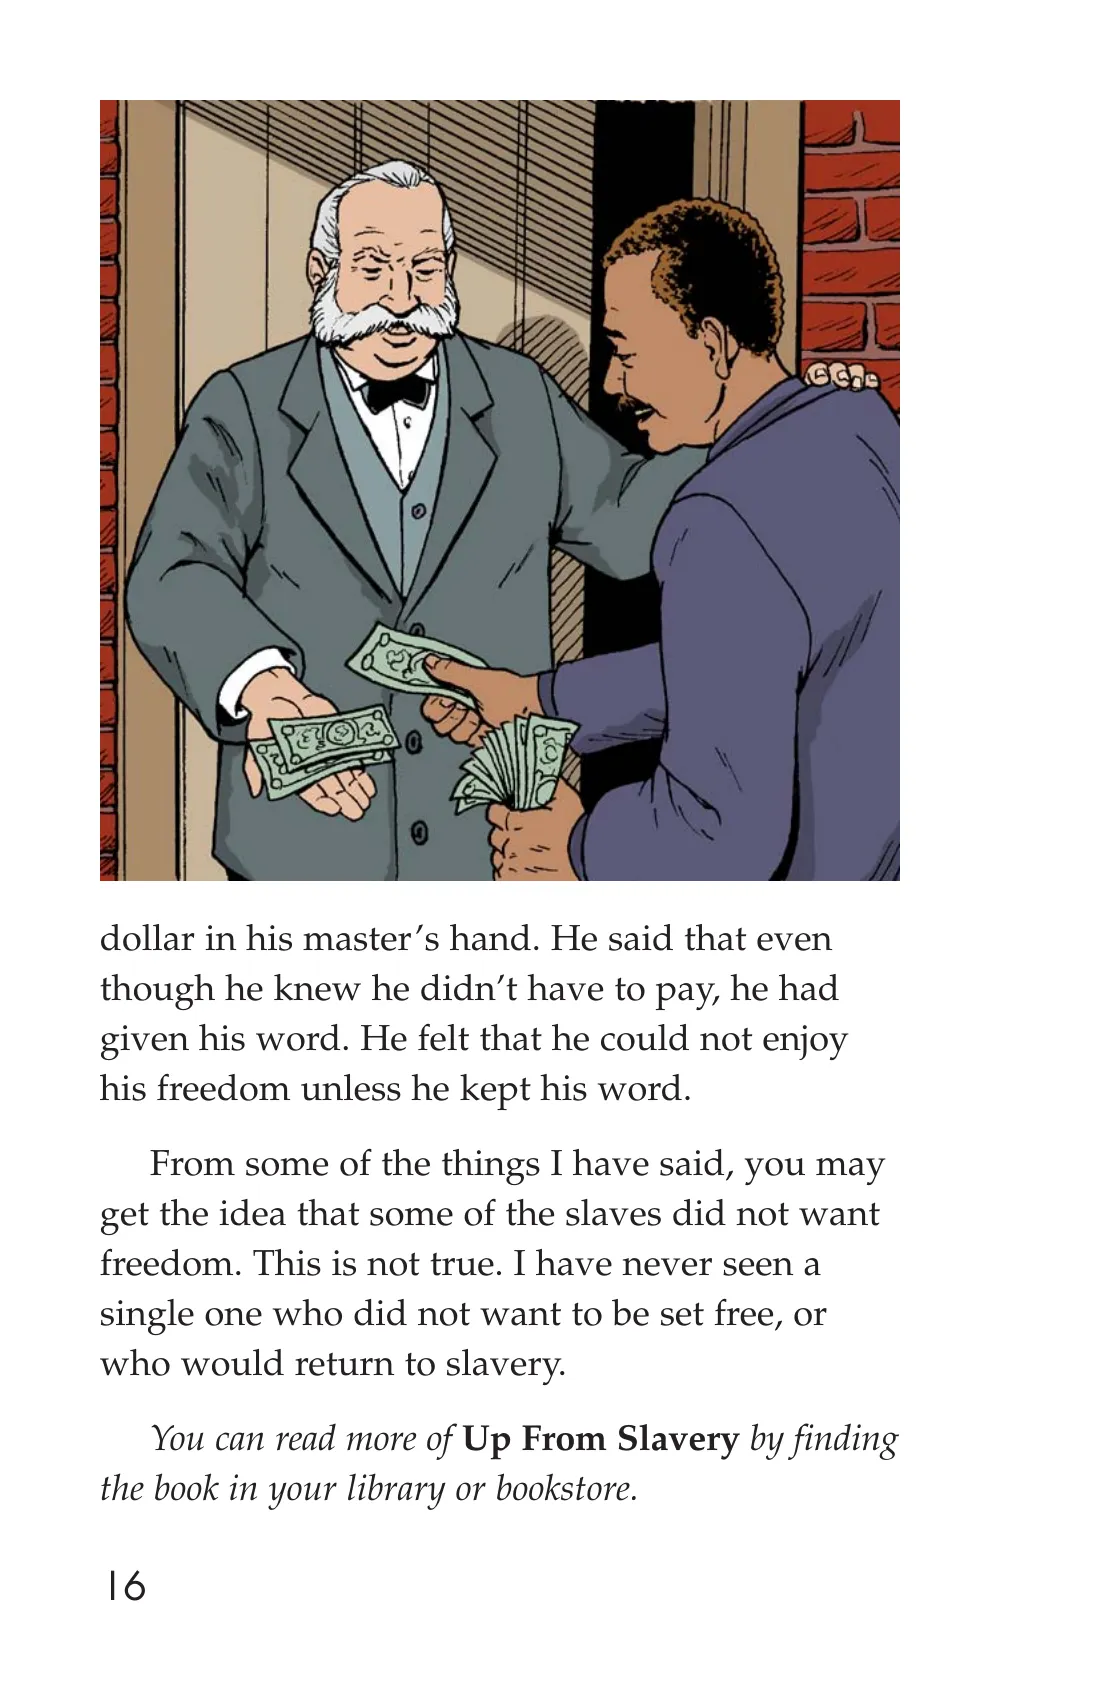 dollar in his master’s hand. He said that even
though he knew he didn’t have to pay, he had
given his word. He felt that he could not enjoy
his freedom unless he kept his word.
From some of the things I have said, you may
get the idea that some of the slaves did not want
freedom. This is not true. I have never seen a
single one who did not want to be set free, or
who would return to slavery.
You can read more of Up From Slavery by finding
the book in your library or bookstore.
16